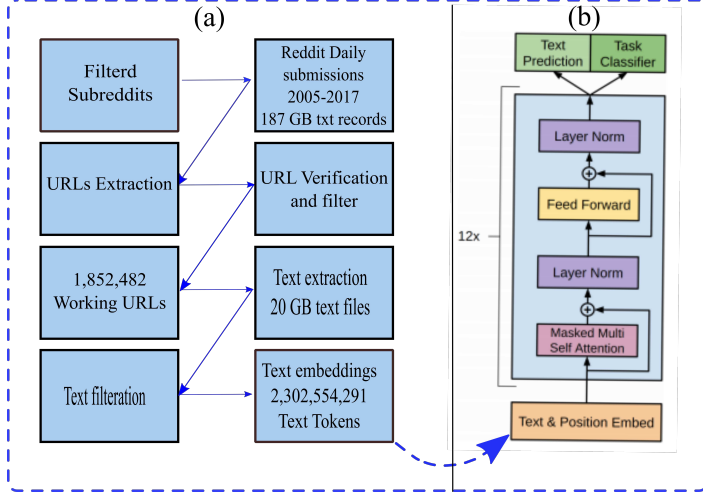 (a)
Filterd
Subreddits
Reddit Daily
submissions
2005-2017
187 GB txt records
URLs Extraction
URL Verification
and filter
1,852,482
Working URLs
Text extraction
20 GB text files
Text filteration
Text embeddings
2,302,554,291
Text Tokens
(b)
Text
Prediction
Task
Classifier
Layer Norm
Feed Forward
12x
Layer Norm
Masked Multi
Self Attention
Text & Position Embed